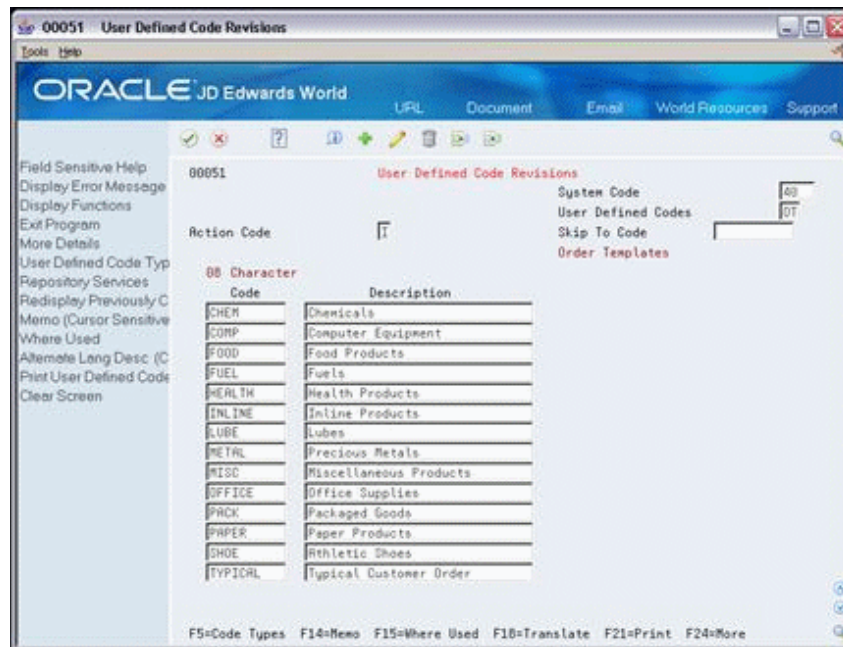 00051 User Defined Code Revisions
Tools Help
ORACLE JD Edwards World
URL Document Email World Resources Support
Field Sensitive Help
Display Error Message
Display Functions
Exit Program
More Details
User Defined Code Typ
Repository Services
Redisplay Previously C
Memo (Cursor Sensitive
Where Used
Alternate Lang Desc (C
Print User Defined Code
Clear Screen
00051 User Defined Code Revisions
System Code 40
User Defined Codes OT
Action Code I Skip To Code
Order Templates
08 Character
Code Description
CHEM Chemicals
COMP Computer Equipment
FOOD Food Products
FUEL Fuels
HEALTH Health Products
INLINE Inline Products
LUBE Lubes
METAL Precious Metals
MISC Miscellaneous Products
OFFICE Office Supplies
PACK Packaged Goods
PAPER Paper Products
SHOE Athletic Shoes
TYPICAL Typical Customer Order
F5=Code Types F14=Memo F15=Where Used F18=Translate F21=Print F24=More